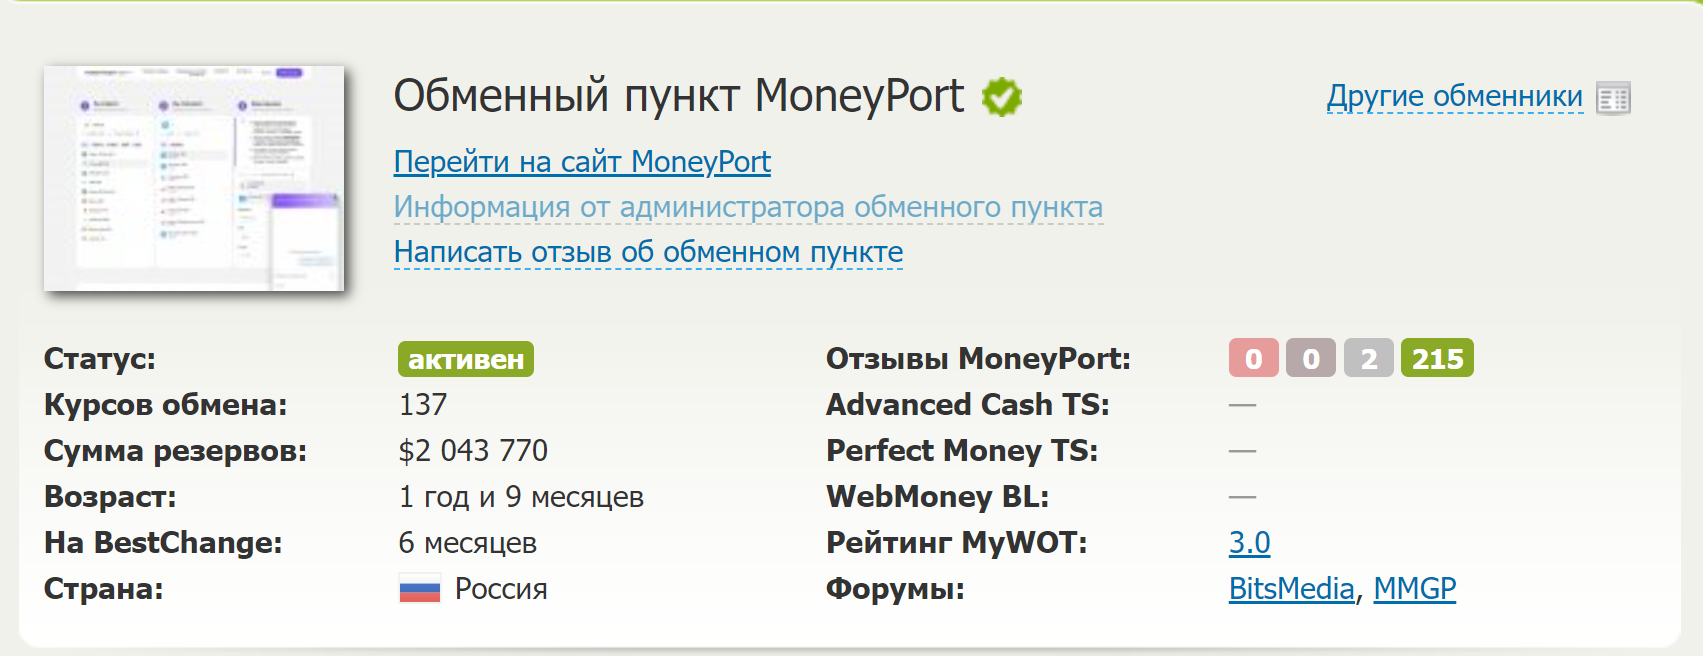 Обменный пункт MoneyPort
Другие обменники
Перейти на сайт MoneyPort
Информация от администратора обменного пункта
Написать отзыв об обменном пункте
Статус: активен
Курсов обмена: 137
Сумма резервов: $2 043 770
Возраст: 1 год и 9 месяцев
На BestChange: 6 месяцев
Страна: Россия
Отзывы MoneyPort: 0 0 2 215
Advanced Cash TS: —
Perfect Money TS: —
WebMoney BL: —
Рейтинг MyWOT: 3.0
Форумы: BitsMedia, MMGP